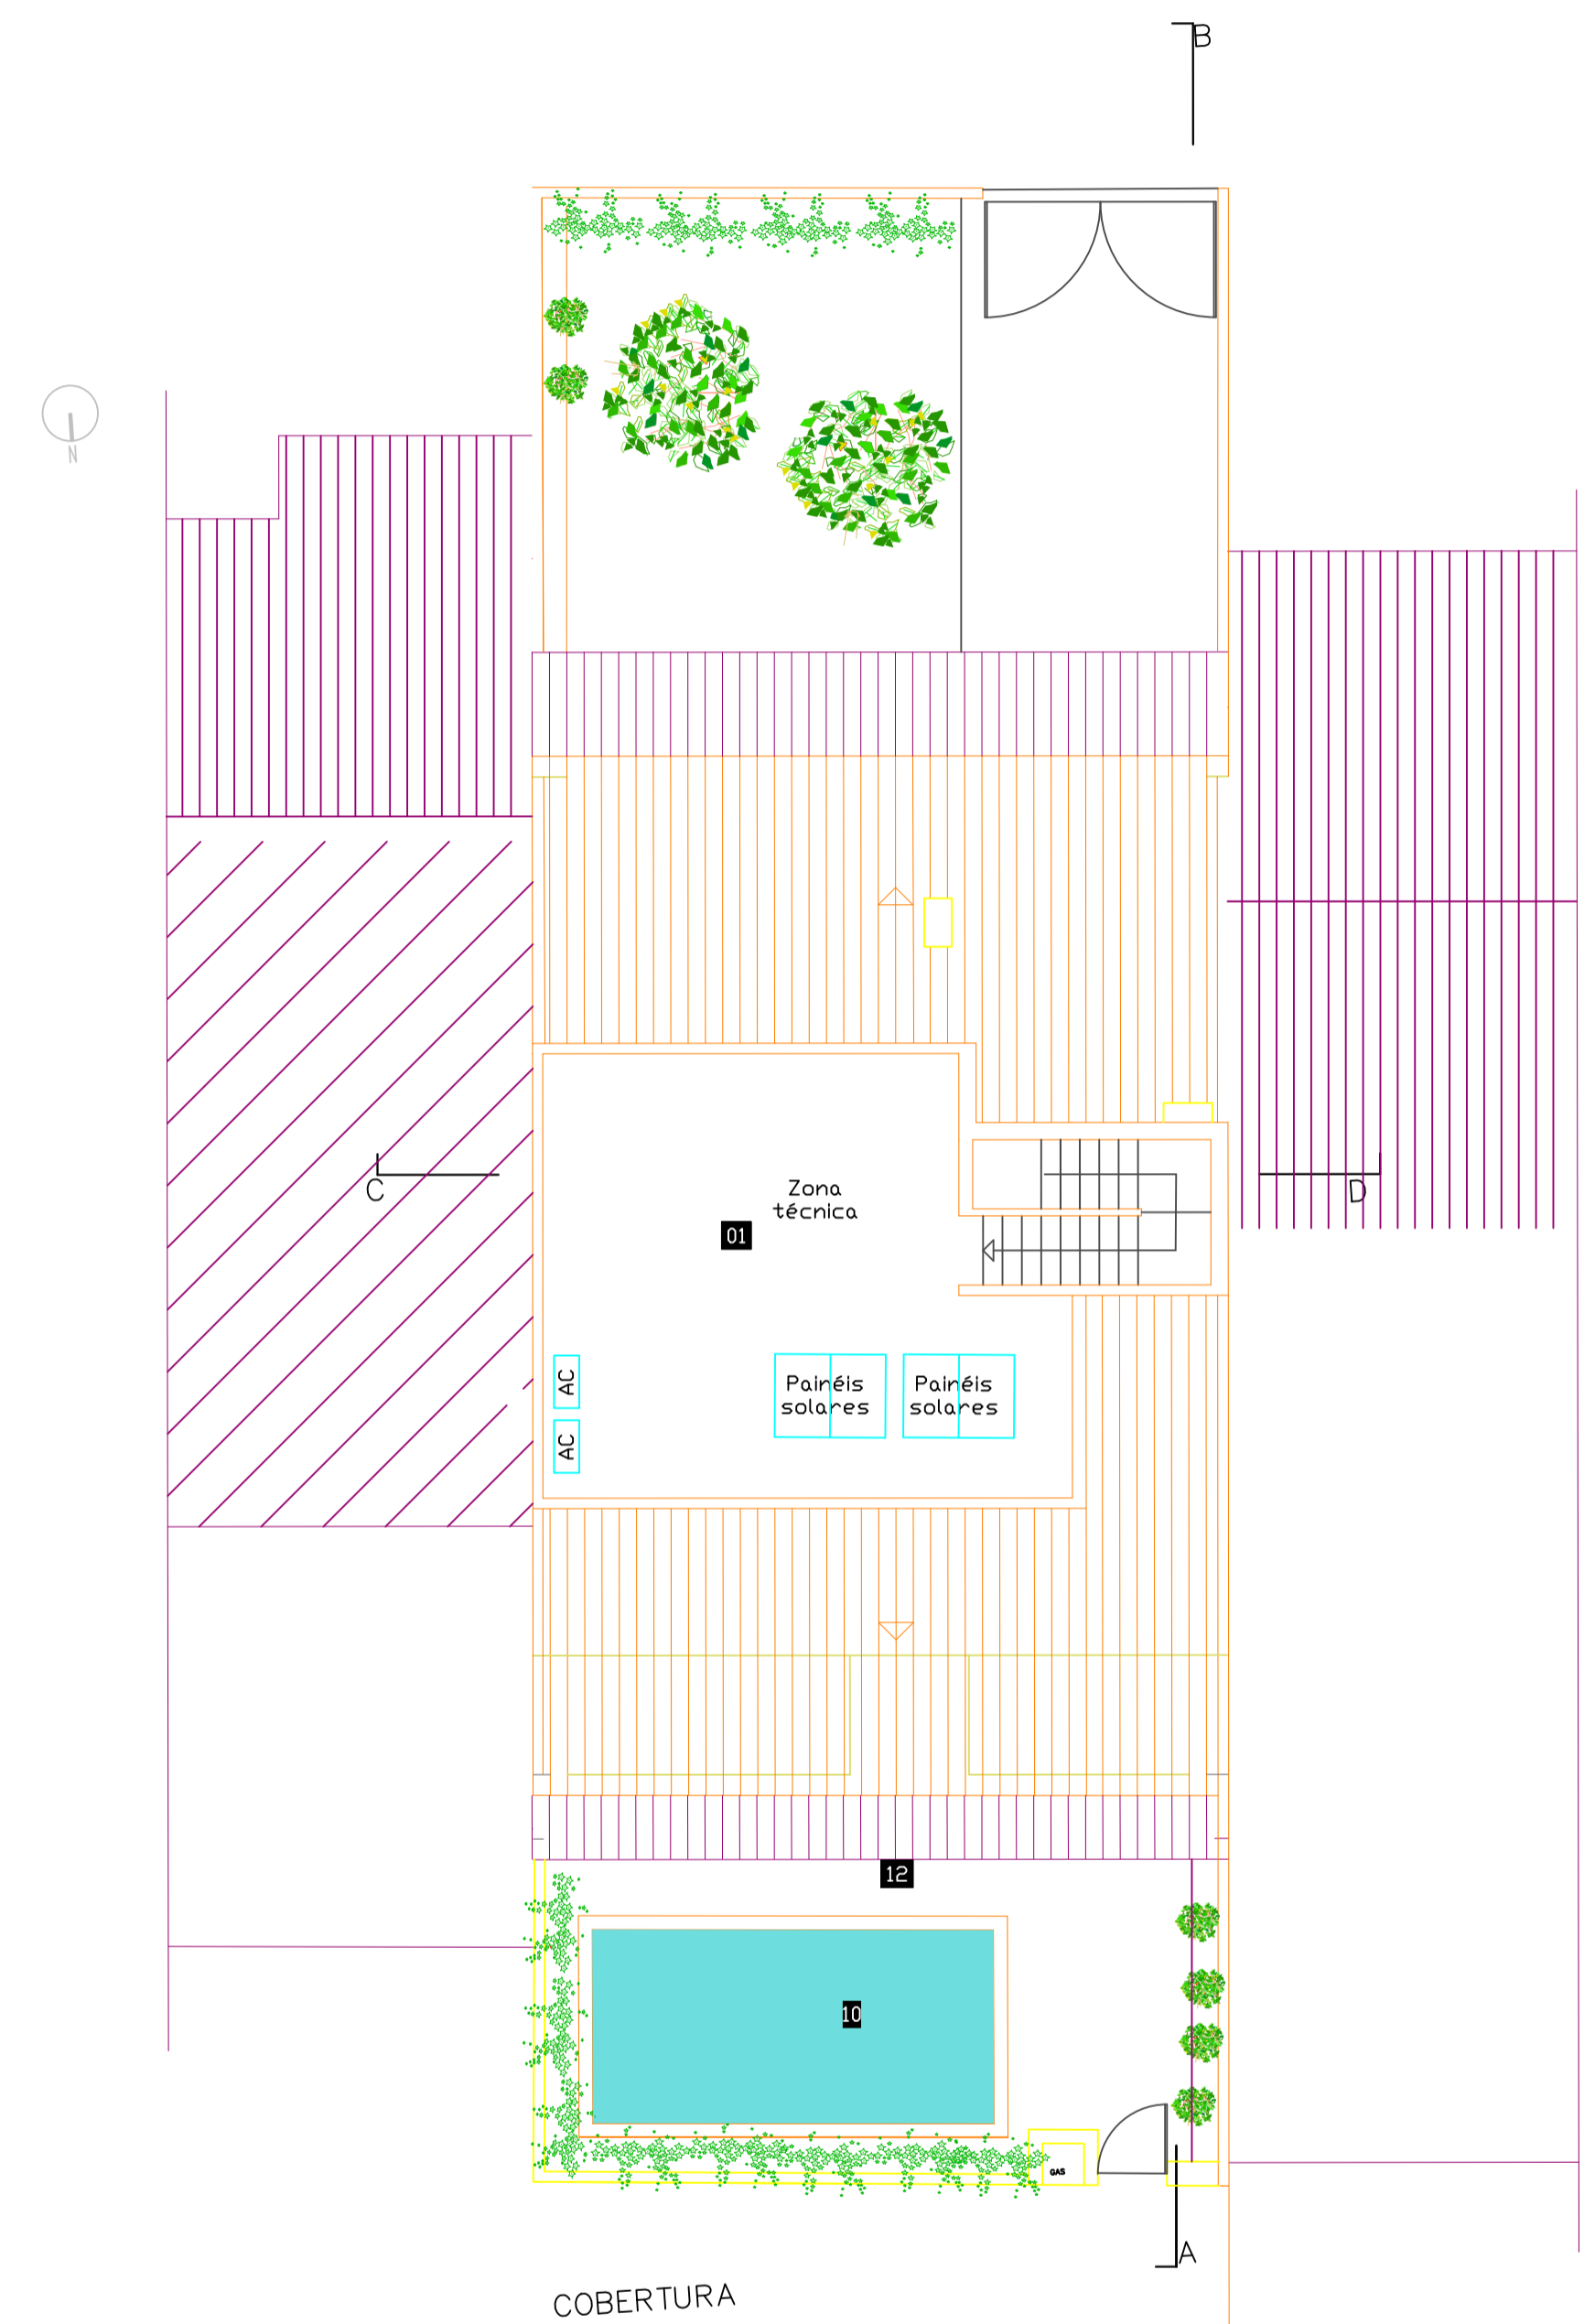 B
N
Zona
técnica
C
D
01
AC
Painéis
solares
Painéis
solares
AC
12
10
GAS
A
COBERTURA